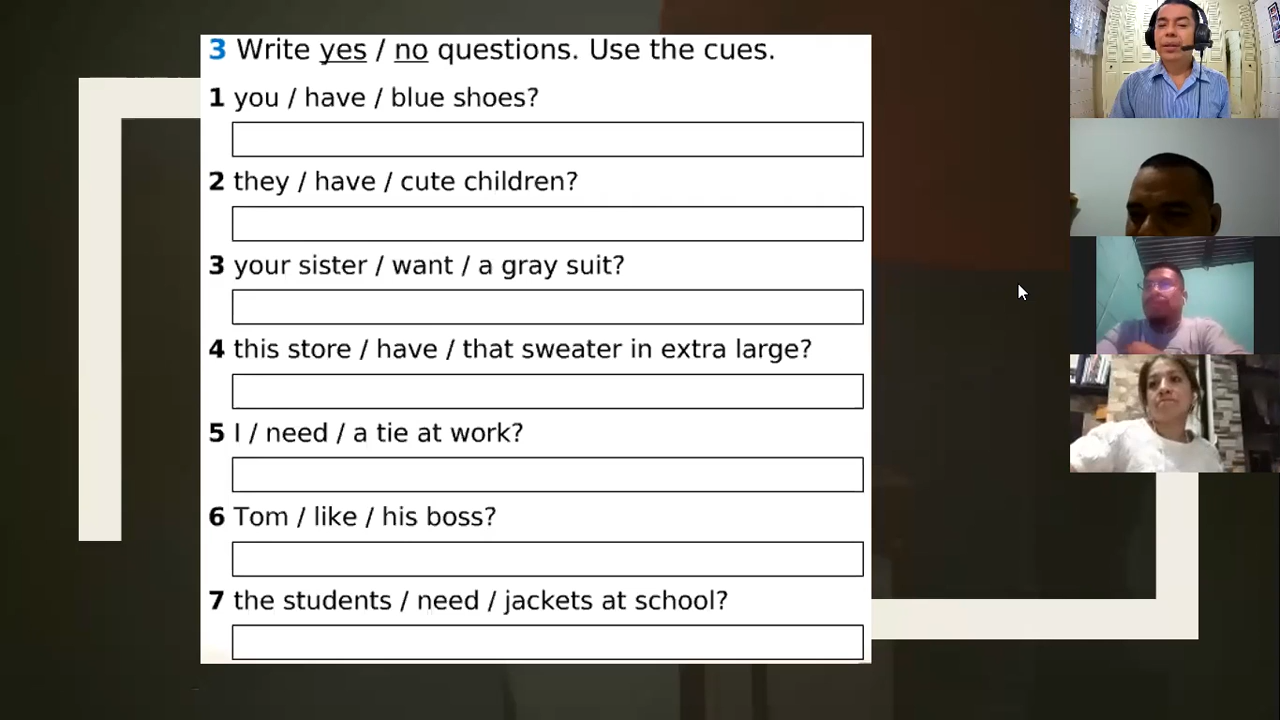 3 Write yes / no questions. Use the cues.
1 you / have / blue shoes?
2 they / have / cute children?
3 your sister / want / a gray suit?
4 this store / have / that sweater in extra large?
5 I / need / a tie at work?
6 Tom / like / his boss?
7 the students / need / jackets at school?